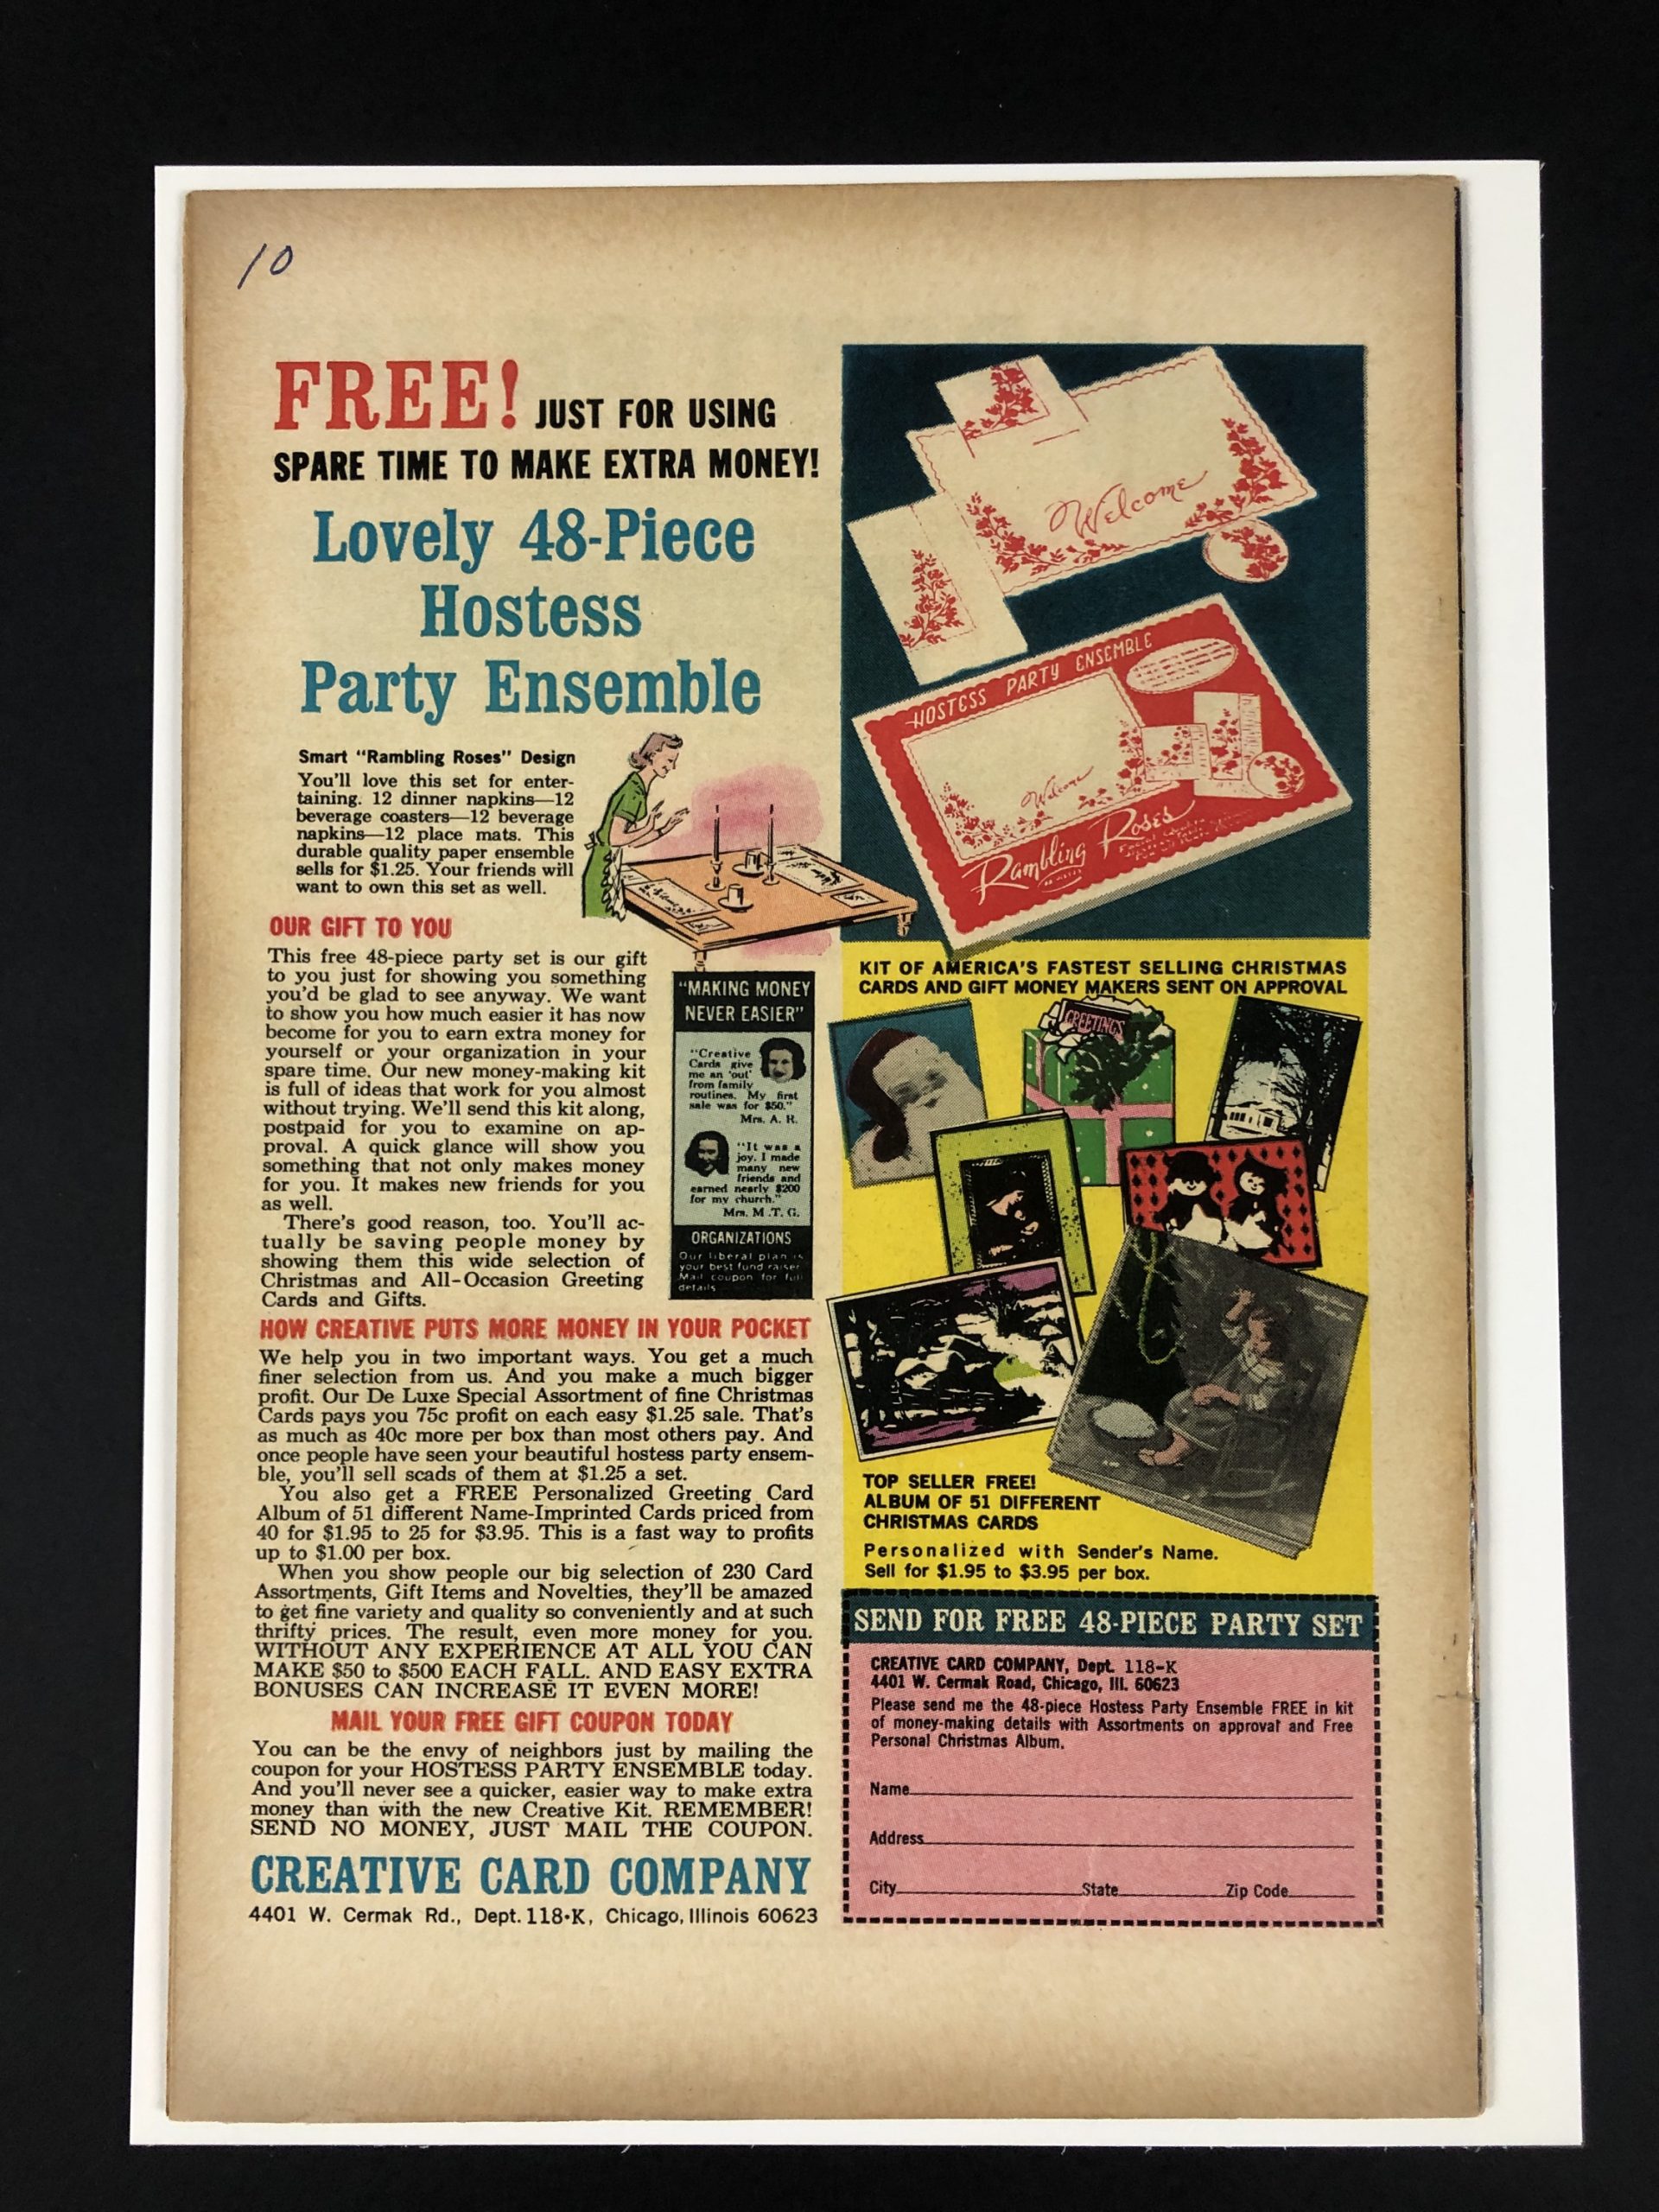 10
FREE! JUST FOR USING
SPARE TIME TO MAKE EXTRA MONEY!
Lovely 48-Piece
Hostess
Party Ensemble
Smart "Rambling Roses" Design
You'll love this set for enter-
taining. 12 dinner napkins—12
beverage coasters—12 beverage
napkins—12 place mats. This
durable quality paper ensemble
sells for $1.25. Your friends will
want to own this set as well.
OUR GIFT TO YOU
This free 48-piece party set is our gift
to you just for showing you something
you'd be glad to see anyway. We want
to show you how much easier it has now
become for you to earn extra money for
yourself or your organization in your
spare time. Our new money-making kit
is full of ideas that work for you almost
without trying. We'll send this kit along,
postpaid for you to examine on ap-
proval. A quick glance will show you
something that not only makes money
for you. It makes new friends for you
as well.
There's good reason, too. You'll ac-
tually be saving people money by
showing them this wide selection of
Christmas and All-Occasion Greeting
Cards and Gifts.
"MAKING MONEY
NEVER EASIER"
"Creative
Cards give
me an 'out'
from family
routines. My first
sale was for $50."
Mrs. A. R.
"It was a
joy. I made
many new
friends and
earned nearly $200
for my church."
Mrs. M. T. G.
ORGANIZATIONS
Our liberal plan is
your best fund raiser
Mail coupon for full
details
HOW CREATIVE PUTS MORE MONEY IN YOUR POCKET
We help you in two important ways. You get a much
finer selection from us. And you make a much bigger
profit. Our De Luxe Special Assortment of fine Christmas
Cards pays you 75c profit on each easy $1.25 sale. That's
as much as 40c more per box than most others pay. And
once people have seen your beautiful hostess party ensem-
ble, you'll sell scads of them at $1.25 a set.
You also get a FREE Personalized Greeting Card
Album of 51 different Name-Imprinted Cards priced from
40 for $1.95 to 25 for $3.95. This is a fast way to profits
up to $1.00 per box.
When you show people our big selection of 230 Card
Assortments, Gift Items and Novelties, they'll be amazed
to get fine variety and quality so conveniently and at such
thrifty prices. The result, even more money for you.
WITHOUT ANY EXPERIENCE AT ALL YOU CAN
MAKE $50 to $500 EACH FALL. AND EASY EXTRA
BONUSES CAN INCREASE IT EVEN MORE!
MAIL YOUR FREE GIFT COUPON TODAY
You can be the envy of neighbors just by mailing the
coupon for your HOSTESS PARTY ENSEMBLE today.
And you'll never see a quicker, easier way to make extra
money than with the new Creative Kit. REMEMBER!
SEND NO MONEY, JUST MAIL THE COUPON.
CREATIVE CARD COMPANY
4401 W. Cermak Rd., Dept. 118-K, Chicago, Illinois 60623
Welcome
HOSTESS PARTY ENSEMBLE
Welcome
Rambling Roses
KIT OF AMERICA'S FASTEST SELLING CHRISTMAS
CARDS AND GIFT MONEY MAKERS SENT ON APPROVAL
GREETINGS
TOP SELLER FREE!
ALBUM OF 51 DIFFERENT
CHRISTMAS CARDS
Personalized with Sender's Name.
Sell for $1.95 to $3.95 per box.
SEND FOR FREE 48-PIECE PARTY SET
CREATIVE CARD COMPANY, Dept. 118-K
4401 W. Cermak Road, Chicago, Ill. 60623
Please send me the 48-piece Hostess Party Ensemble FREE in kit
of money-making details with Assortments on approval and Free
Personal Christmas Album.
Name
Address
City State Zip Code